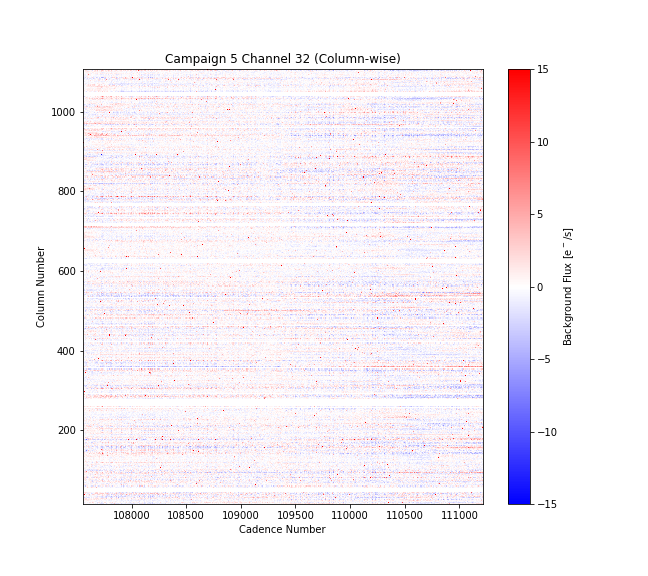 Campaign 5 Channel 32 (Column-wise)
1000
800
600
400
200
Column Number
108000 108500 109000 109500 110000 110500 111000
Cadence Number
15
10
5
0
−5
−10
−15
Background Flux [e⁻/s]